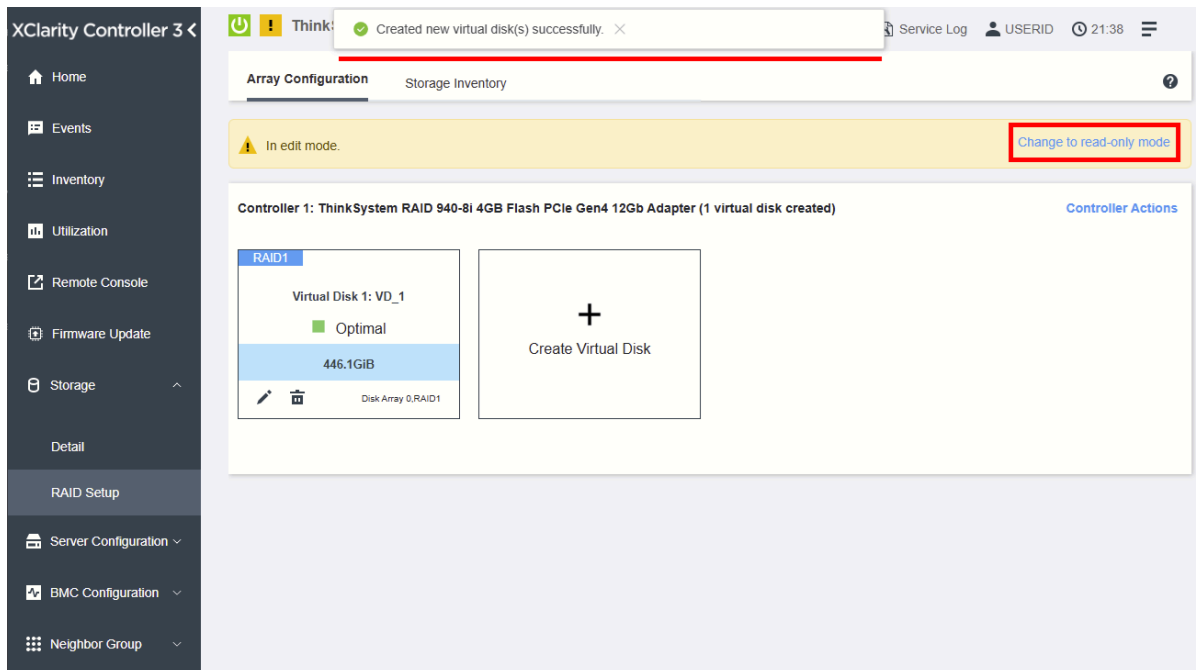 XClarity Controller 3
Think
Created new virtual disk(s) successfully.
Service Log
USERID
21:38
Home
Events
Inventory
Utilization
Remote Console
Firmware Update
Storage
Detail
RAID Setup
Server Configuration
BMC Configuration
Neighbor Group
Array Configuration
Storage Inventory
In edit mode.
Change to read-only mode
Controller 1: ThinkSystem RAID 940-8i 4GB Flash PCIe Gen4 12Gb Adapter (1 virtual disk created)
Controller Actions
RAID1
Virtual Disk 1: VD_1
Optimal
446.1GiB
Disk Array 0,RAID1
Create Virtual Disk